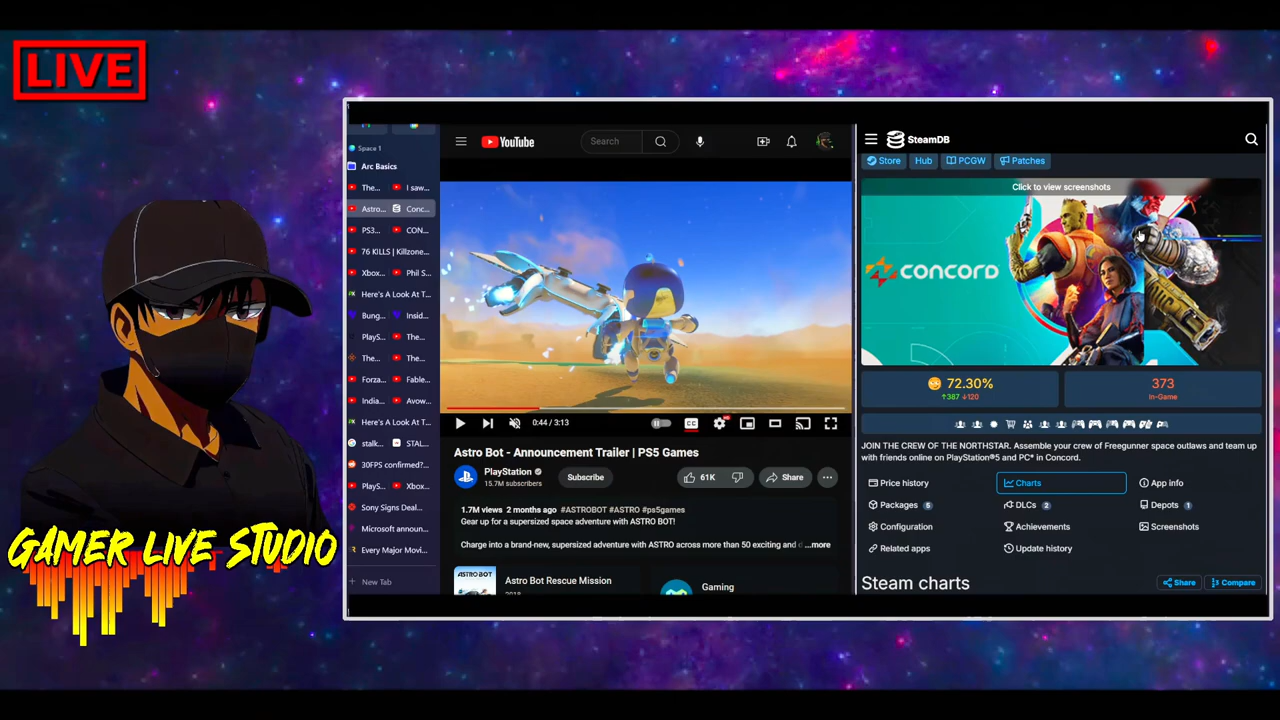 LIVE
GAMER LIVE STUDIO
Space 1
Arc Basics
The...
I saw...
Astro...
Conc...
PS3...
CON...
76 KILLS | Killzone...
Xbox...
Phil S...
Here's A Look At T...
Bung...
Insid...
PlayS...
The...
The...
The...
Forza...
Fable...
India...
Avow...
Here's A Look At T...
stalk...
STAL...
30FPS confirmed?...
PlayS...
Xbox...
Sony Signs Deal...
Microsoft announ...
Every Major Movi...
New Tab
YouTube
Search
0:44 / 3:13
CC
Astro Bot - Announcement Trailer | PS5 Games
PlayStation
15.7M subscribers
Subscribe
61K
Share
1.7M views 2 months ago #ASTROBOT #ASTRO #ps5games
Gear up for a supersized space adventure with ASTRO BOT!
Charge into a brand-new, supersized adventure with ASTRO across more than 50 exciting and d ...more
ASTRO BOT
Astro Bot Rescue Mission
2018
Gaming
SteamDB
Store
Hub
PCGW
Patches
Click to view screenshots
CONCORD
72.30%
↑387 ↓120
373
In-Game
JOIN THE CREW OF THE NORTHSTAR. Assemble your crew of Freegunner space outlaws and team up
with friends online on PlayStation®5 and PC* in Concord.
Price history
Charts
App info
Packages 5
DLCs 2
Depots 1
Configuration
Achievements
Screenshots
Related apps
Update history
Steam charts
Share
Compare